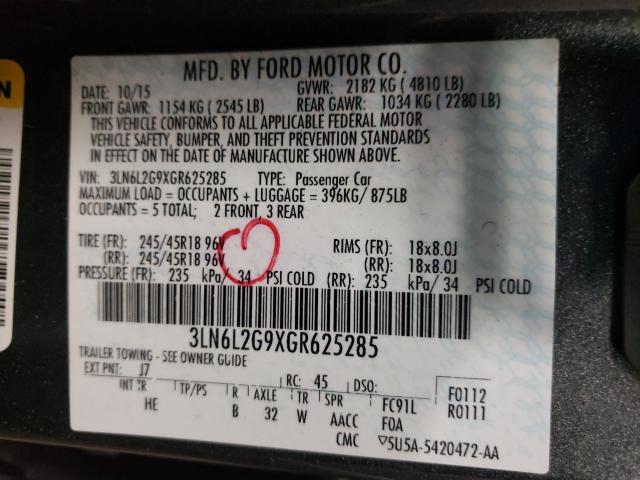 N
MFD. BY FORD MOTOR CO.
DATE: 10/15 GVWR: 2182 KG ( 4810 LB)
FRONT GAWR: 1154 KG ( 2545 LB) REAR GAWR: 1034 KG ( 2280 LB)
THIS VEHICLE CONFORMS TO ALL APPLICABLE FEDERAL MOTOR
VEHICLE SAFETY, BUMPER, AND THEFT PREVENTION STANDARDS
IN EFFECT ON THE DATE OF MANUFACTURE SHOWN ABOVE.
VIN: 3LN6L2G9XGR625285 TYPE: Passenger Car
MAXIMUM LOAD = OCCUPANTS + LUGGAGE = 396KG/ 875LB
OCCUPANTS = 5 TOTAL; 2 FRONT, 3 REAR
TIRE (FR): 245/45R18 96V RIMS (FR): 18x8.0J
(RR): 245/45R18 96V (RR): 18x8.0J
PRESSURE (FR): 235 kPa/ 34 PSI COLD (RR): 235 kPa/ 34 PSI COLD
3LN6L2G9XGR625285
TRAILER TOWING - SEE OWNER GUIDE
EXT PNT: J7 RC: 45 DSO: F0112
INT TR TP/PS R AXLE TR SPR FC91L R0111
HE B 32 W AACC F0A
CMC 5U5A-5420472-AA